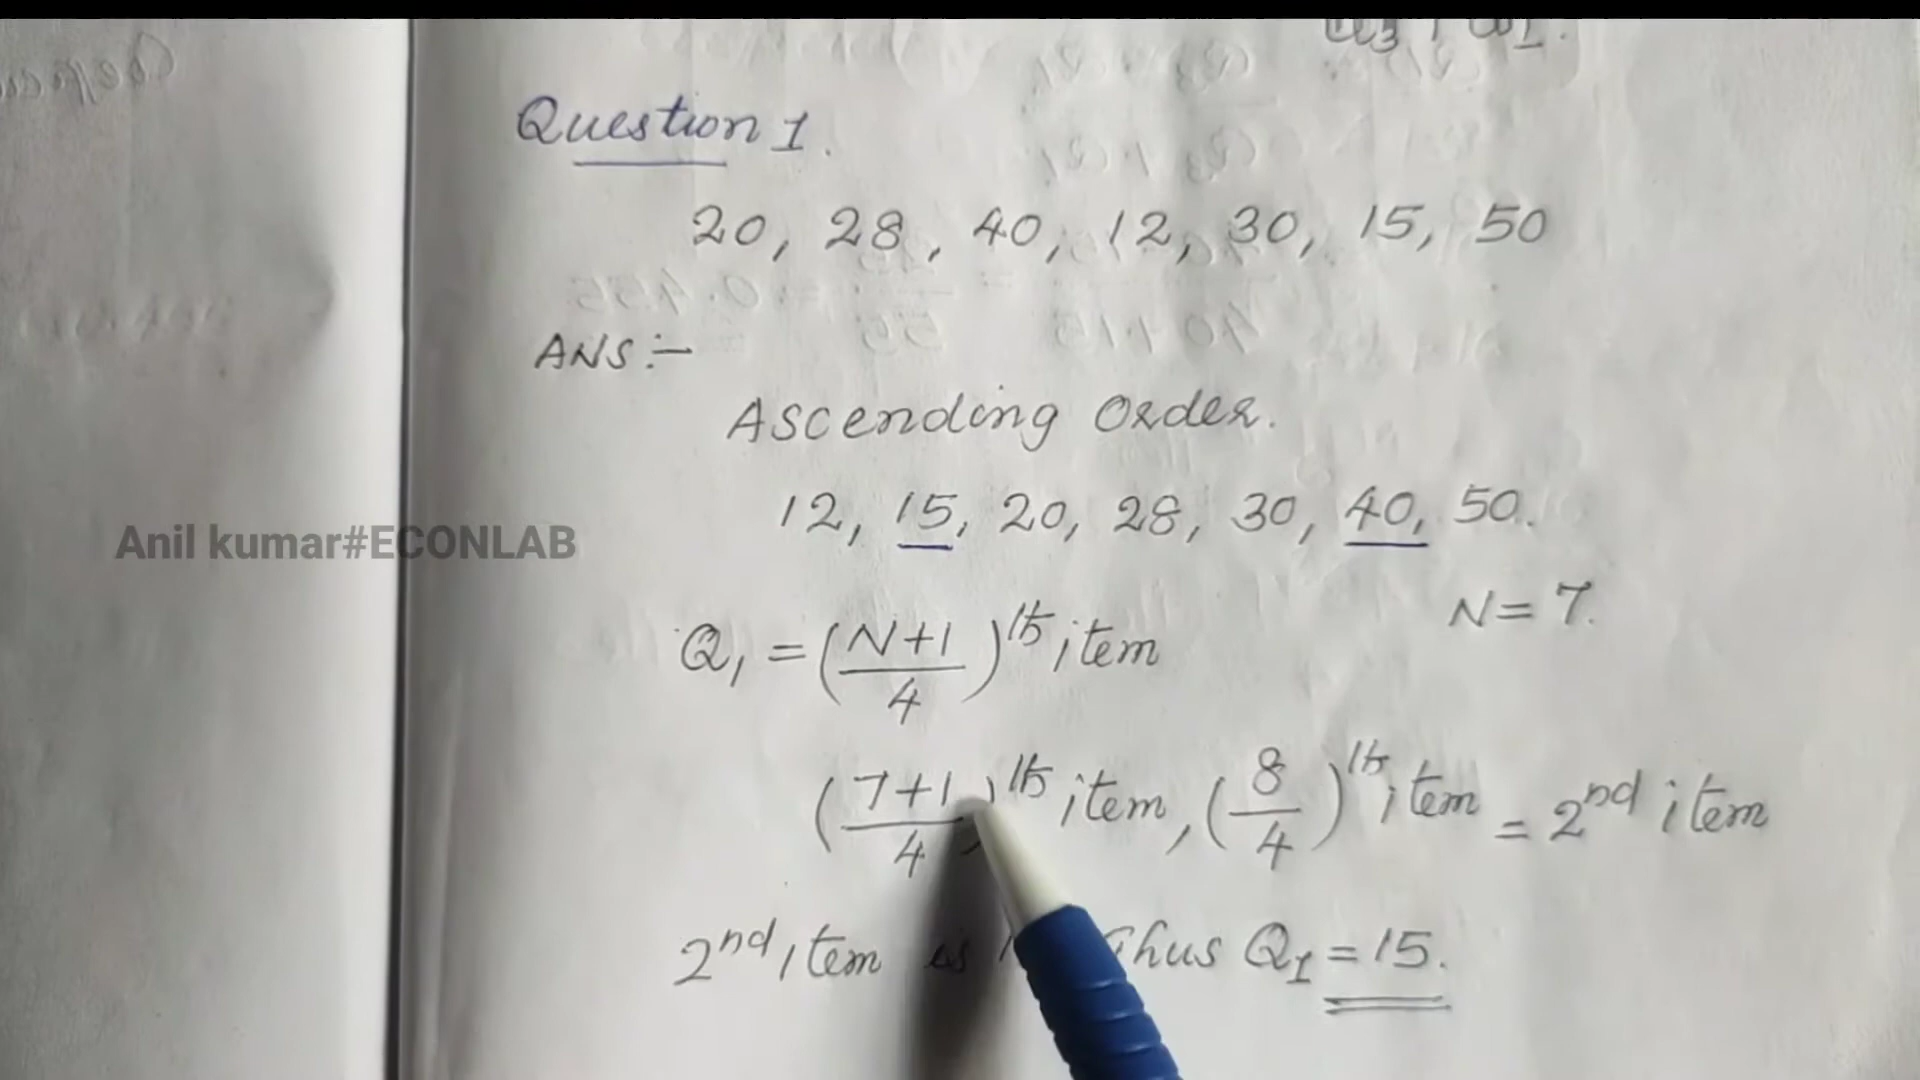 Question 1.
20, 28, 40, 12, 30, 15, 50
ANS :-
Ascending Order.
12, 15, 20, 28, 30, 40, 50.
N = 7.
Q₁ = (N+1/4)th item
(7+1/4)th item, (8/4)th item = 2nd item
2nd item is Thus Q₁ = 15.
Anil kumar#ECONLAB